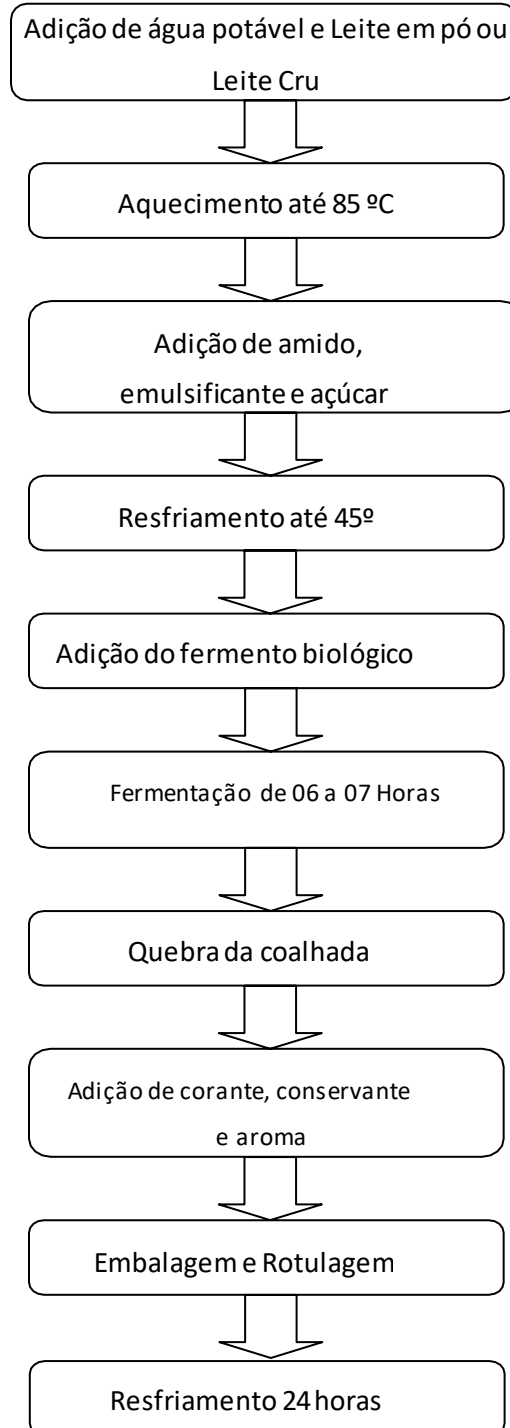 Adição de água potável e Leite em pó ou
Leite Cru
Aquecimento até 85 ºC
Adição de amido,
emulsificante e açúcar
Resfriamento até 45º
Adição do fermento biológico
Fermentação de 06 a 07 Horas
Quebra da coalhada
Adição de corante, conservante
e aroma
Embalagem e Rotulagem
Resfriamento 24 horas